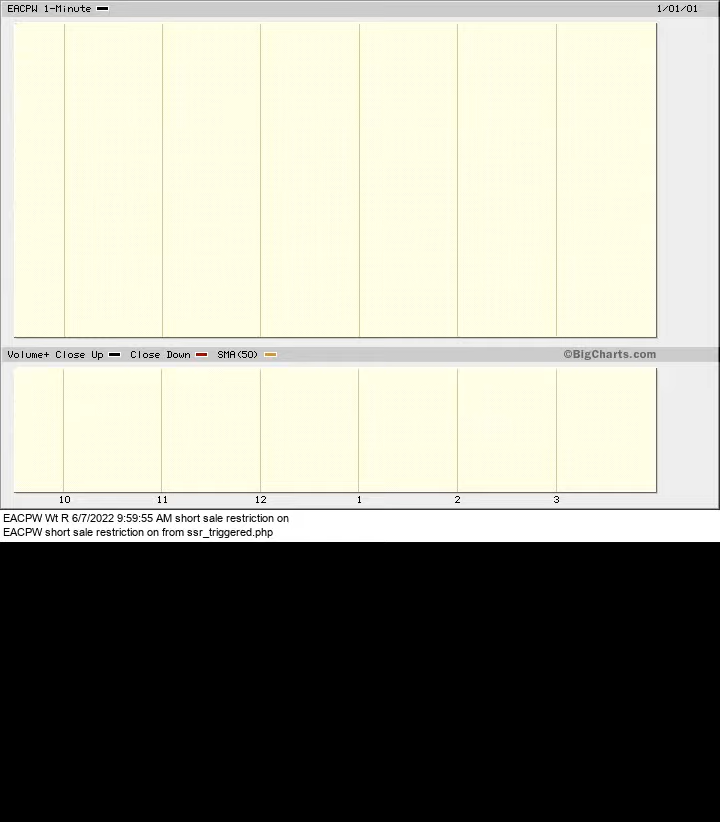 EACPW 1-Minute 1/01/01
Volume+ Close Up Close Down SMA(50) ©BigCharts.com
10 11 12 1 2 3
EACPW Wt R 6/7/2022 9:59:55 AM short sale restriction on
EACPW short sale restriction on from ssr_triggered.php